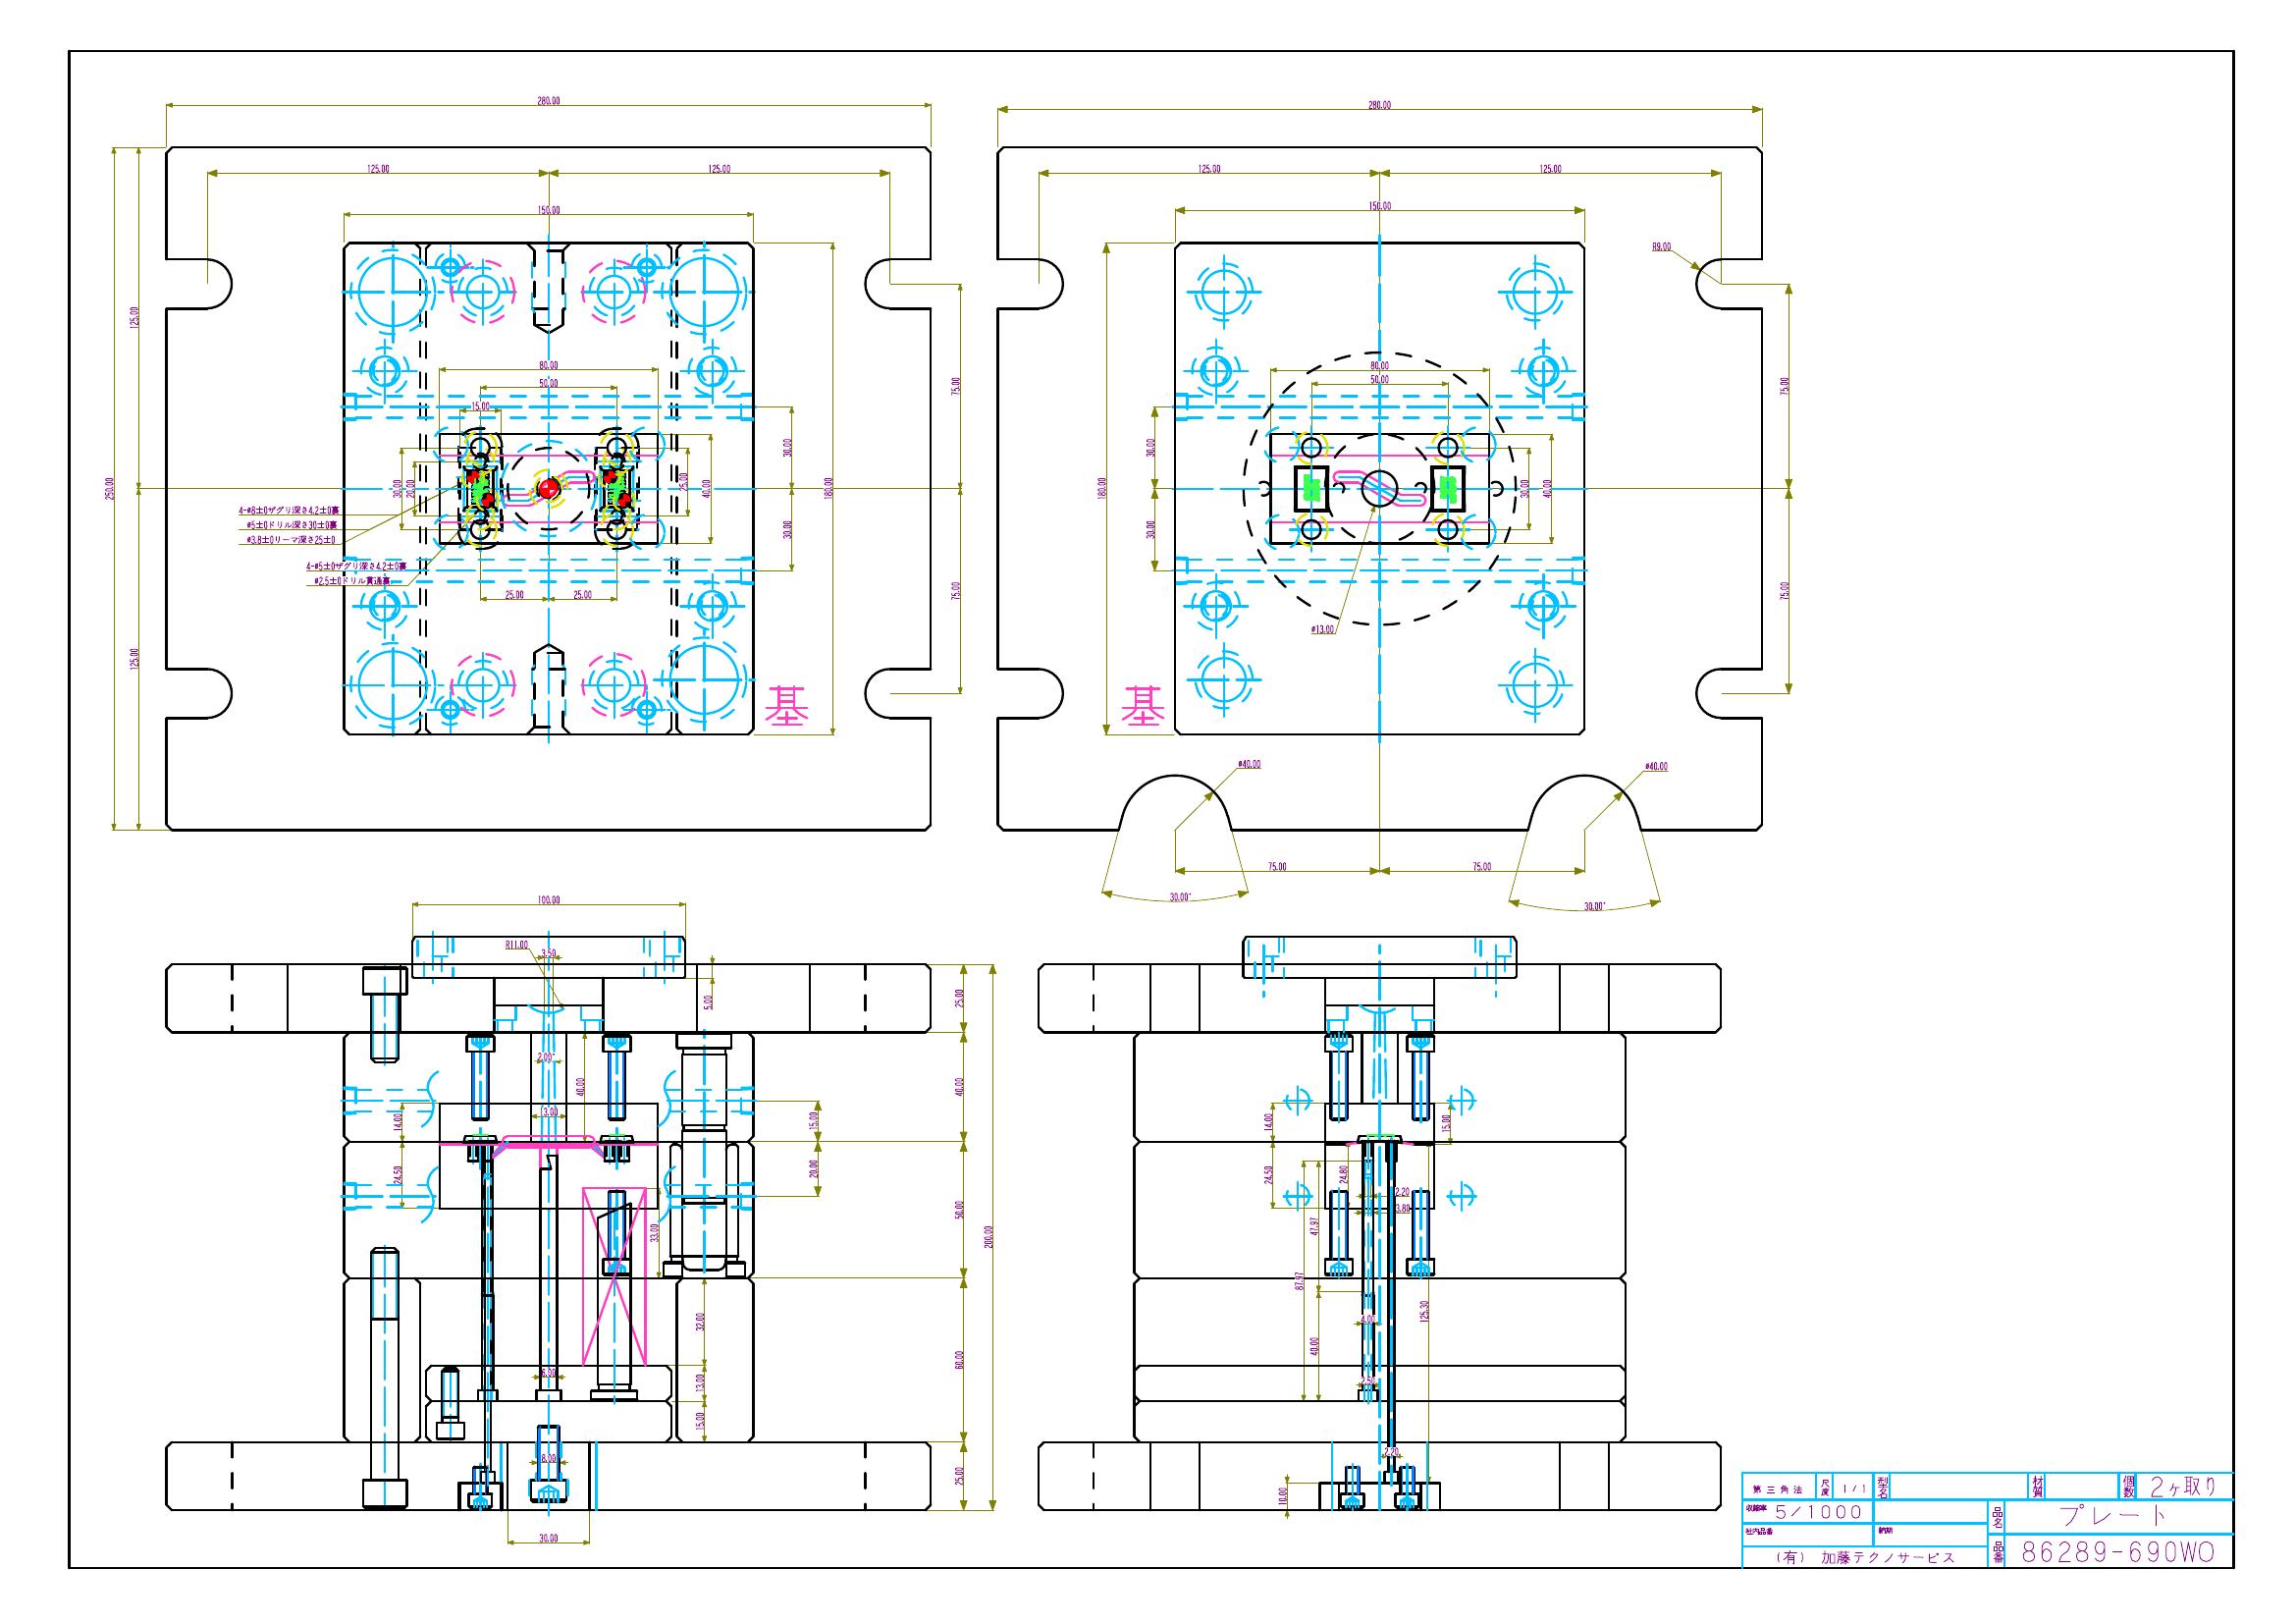 280.00
280.00
125.00
125.00
125.00
125.00
150.00
150.00
R9.00
125.00
75.00
180.00
75.00
80.00
50.00
15.00
80.00
50.00
30.00
30.00
20.00
25.00
40.00
30.00
30.00
40.00
250.00
180.00
4-ø8±0ザグリ深さ4.2±0裏
ø5±0ドリル深さ30±0裏
ø3.8±0リーマ深さ25±0
4-ø5±0ザグリ深さ4.2±0裏
ø2.5±0ドリル貫通裏
30.00
30.00
25.00
25.00
75.00
75.00
ø13.00
125.00
基
基
ø40.00
ø40.00
75.00
75.00
30.00°
30.00°
100.00
R11.00
3.50
5.00
25.00
2.00°
40.00
40.00
13.00
14.00
15.00
14.00
15.00
24.50
20.00
24.50
24.80
2.20
3.80
50.00
200.00
33.00
47.97
87.97
125.30
32.00
40.00
4.00
60.00
6.00
13.00
2.50
15.00
8.00
25.00
2.20
10.00
30.00
第三角法
尺度
1/1
型名
材質
個数
2ヶ取り
収縮率
5/1000
品名
プレート
社内品番
納期
(有) 加藤テクノサービス
品番
86289-690WO